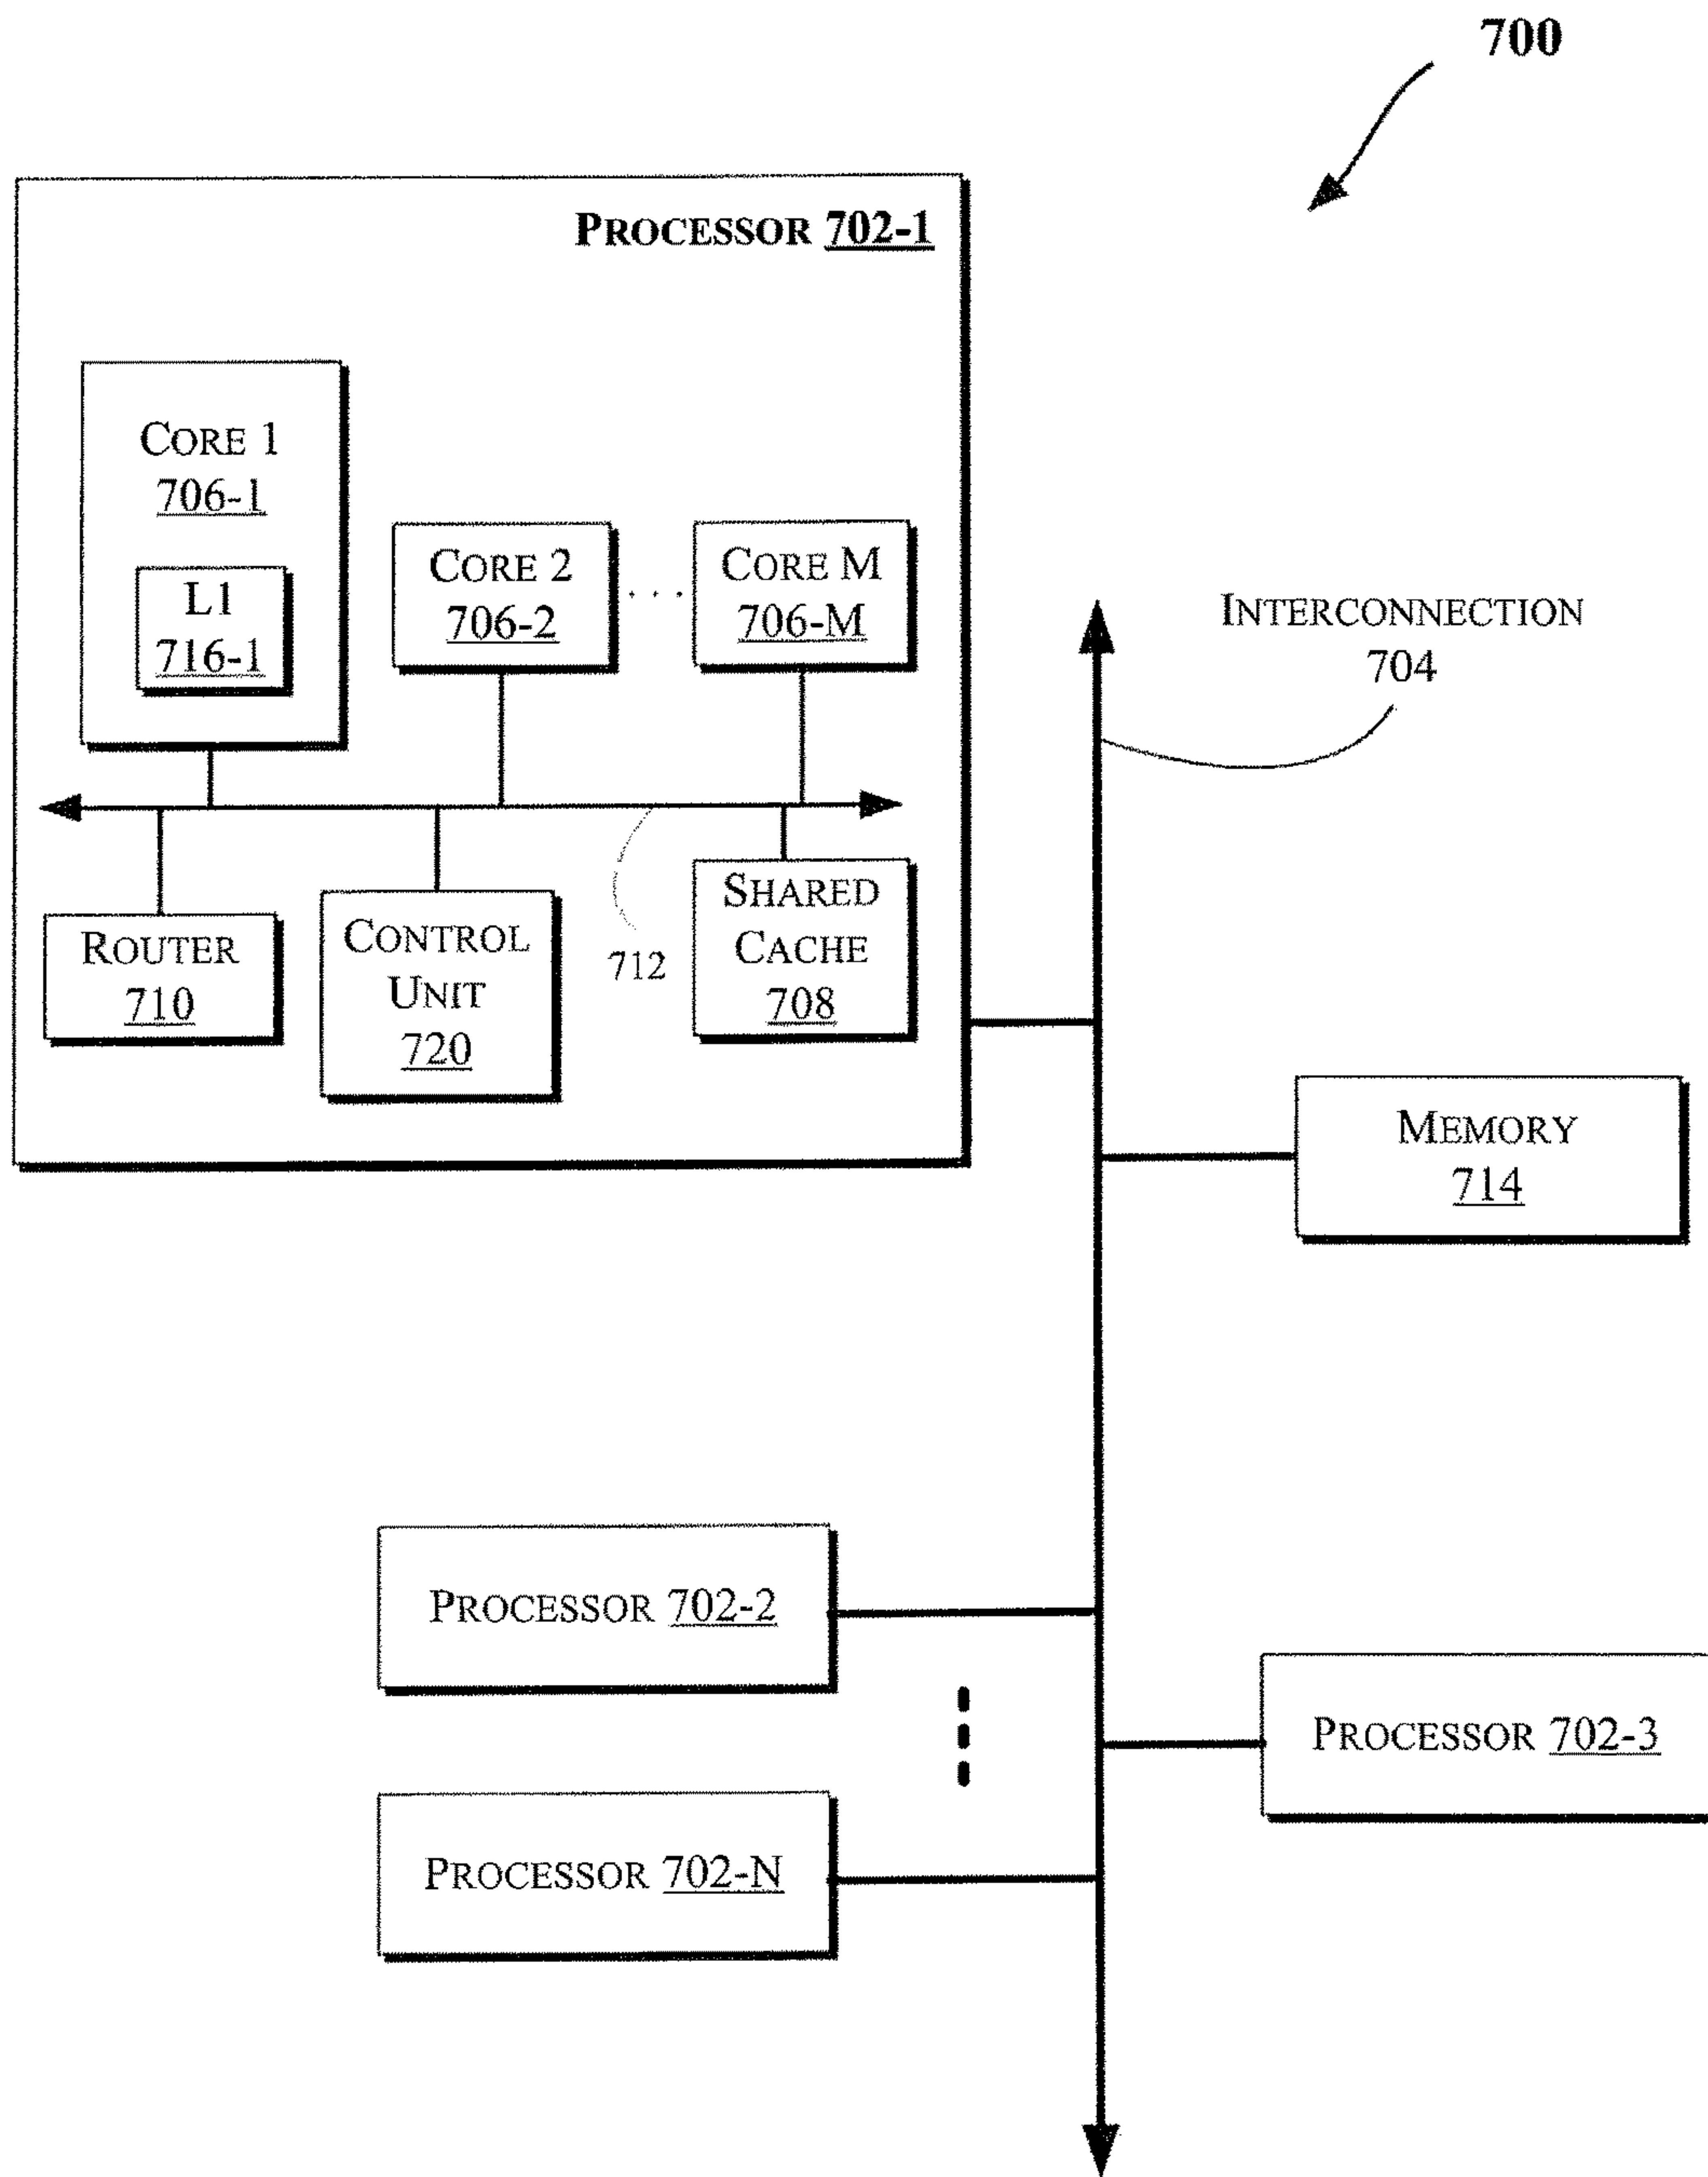 700
PROCESSOR 702-1
CORE 1
706-1
L1
716-1
CORE 2
706-2
. . .
CORE M
706-M
INTERCONNECTION
704
ROUTER
710
CONTROL
UNIT
720
712
SHARED
CACHE
708
MEMORY
714
PROCESSOR 702-2
PROCESSOR 702-3
PROCESSOR 702-N